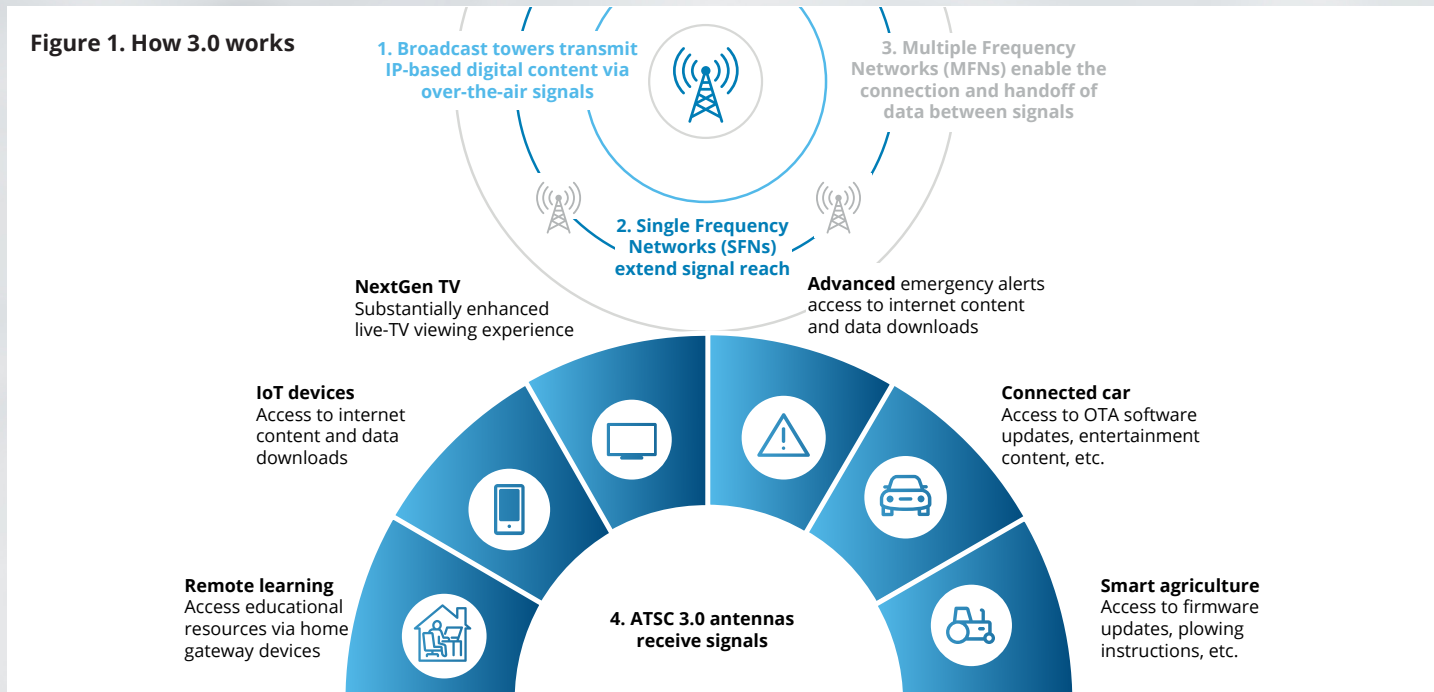 Figure 1. How 3.0 works
1. Broadcast towers transmit
IP-based digital content via
over-the-air signals
3. Multiple Frequency
Networks (MFNs) enable the
connection and handoff of
data between signals
2. Single Frequency
Networks (SFNs)
extend signal reach
NextGen TV
Substantially enhanced
live-TV viewing experience
Advanced emergency alerts
access to internet content
and data downloads
IoT devices
Access to internet
content and data
downloads
Connected car
Access to OTA software
updates, entertainment
content, etc.
Remote learning
Access educational
resources via home
gateway devices
4. ATSC 3.0 antennas
receive signals
Smart agriculture
Access to firmware
updates, plowing
instructions, etc.